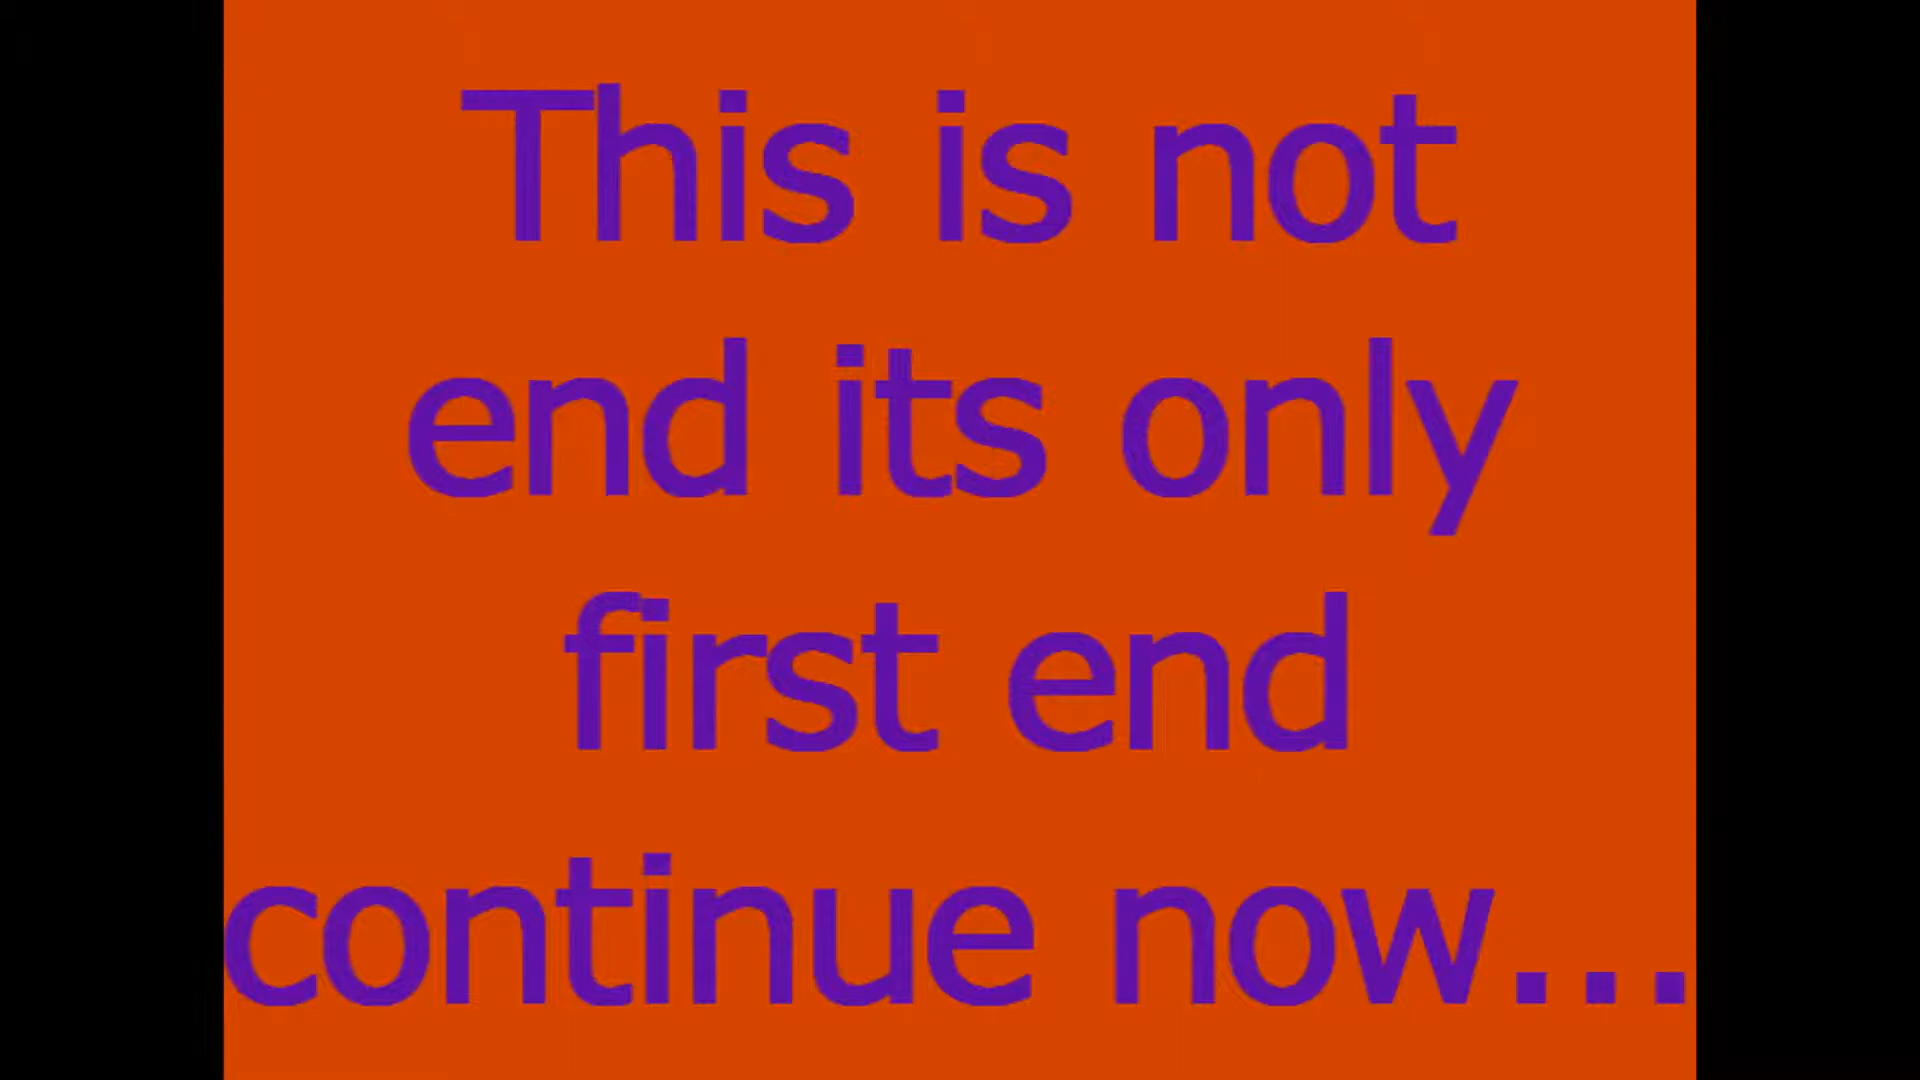 This is not
end its only
first end
continue now...